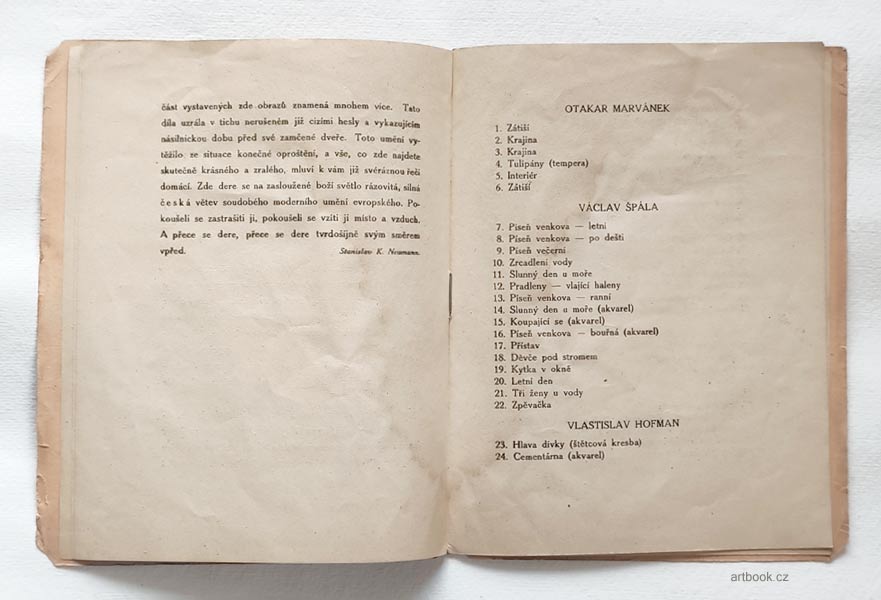 část vystavených zde obrazů znamená mnohem více. Tato
díla uzrála v tichu nerušeném již cizími hesly a vykazujícím
násilnickou dobu před své zamčené dveře. Toto umění vy-
těžilo ze situace konečné oproštění, a vše, co zde najdete
skutečně krásného a zralého, mluví k vám již svéráznou řečí
domácí. Zde dere se na zasloužené boží světlo rázovitá, silná
česká větev soudobého moderního umění evropského. Po-
koušeli se zastrašiti ji, pokoušeli se vzíti jí místo a vzduch.
A přece se dere, přece se dere tvrdošíjně svým směrem
vpřed.
Stanislav K. Neumann.
OTAKAR MARVÁNEK
1. Zátiší
2. Krajina
3. Krajina
4. Tulipány (tempera)
5. Interiér
6. Zátiší
VÁCLAV ŠPÁLA
7. Píseň venkova — letní
8. Píseň venkova — po dešti
9. Píseň večerní
10. Zrcadlení vody
11. Slunný den u moře
12. Pradleny — vlající haleny
13. Píseň venkova — ranní
14. Slunný den u moře (akvarel)
15. Koupající se (akvarel)
16. Píseň venkova — bouřná (akvarel)
17. Přístav
18. Děvče pod stromem
19. Kytka v okně
20. Letní den
21. Tři ženy u vody
22. Zpěvačka
VLASTISLAV HOFMAN
23. Hlava dívky (štětcová kresba)
24. Cementárna (akvarel)
artbook.cz